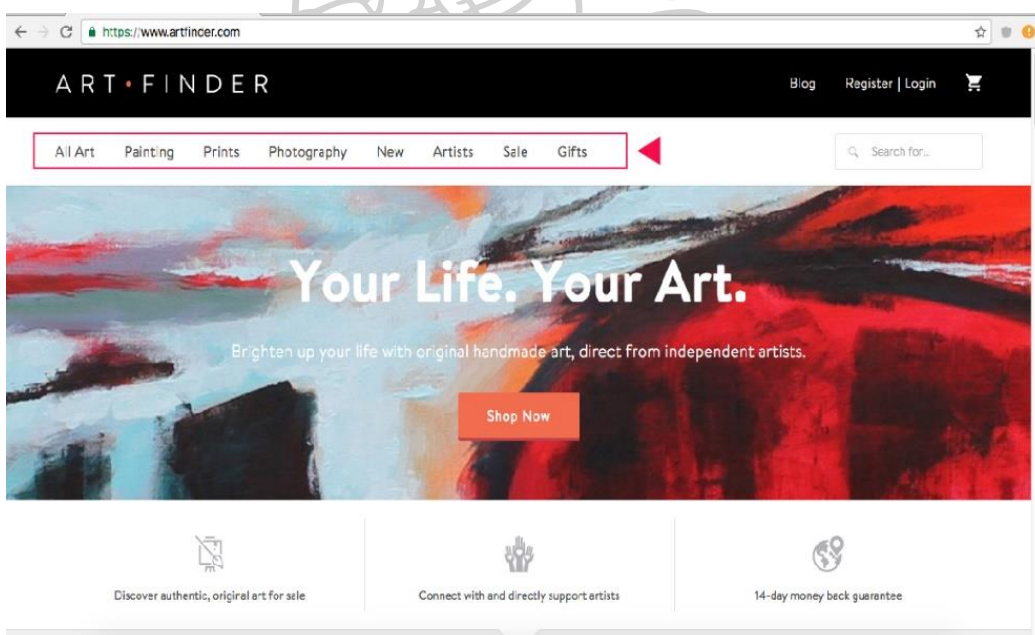 https://www.artfinder.com
ART•FINDER
Blog Register | Login
All Art Painting Prints Photography New Artists Sale Gifts
Search for...
Your Life. Your Art.
Brighten up your life with original handmade art, direct from independent artists.
Shop Now
Discover authentic, original art for sale
Connect with and directly support artists
14-day money back guarantee